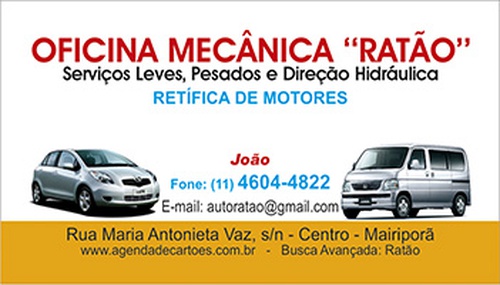 OFICINA MECÂNICA “RATÃO”
Serviços Leves, Pesados e Direção Hidráulica
RETÍFICA DE MOTORES
João
Fone: (11) 4604-4822
E-mail: autoratao@gmail.com
Rua Maria Antonieta Vaz, s/n - Centro - Mairiporã
www.agendadecartoes.com.br - Busca Avançada: Ratão